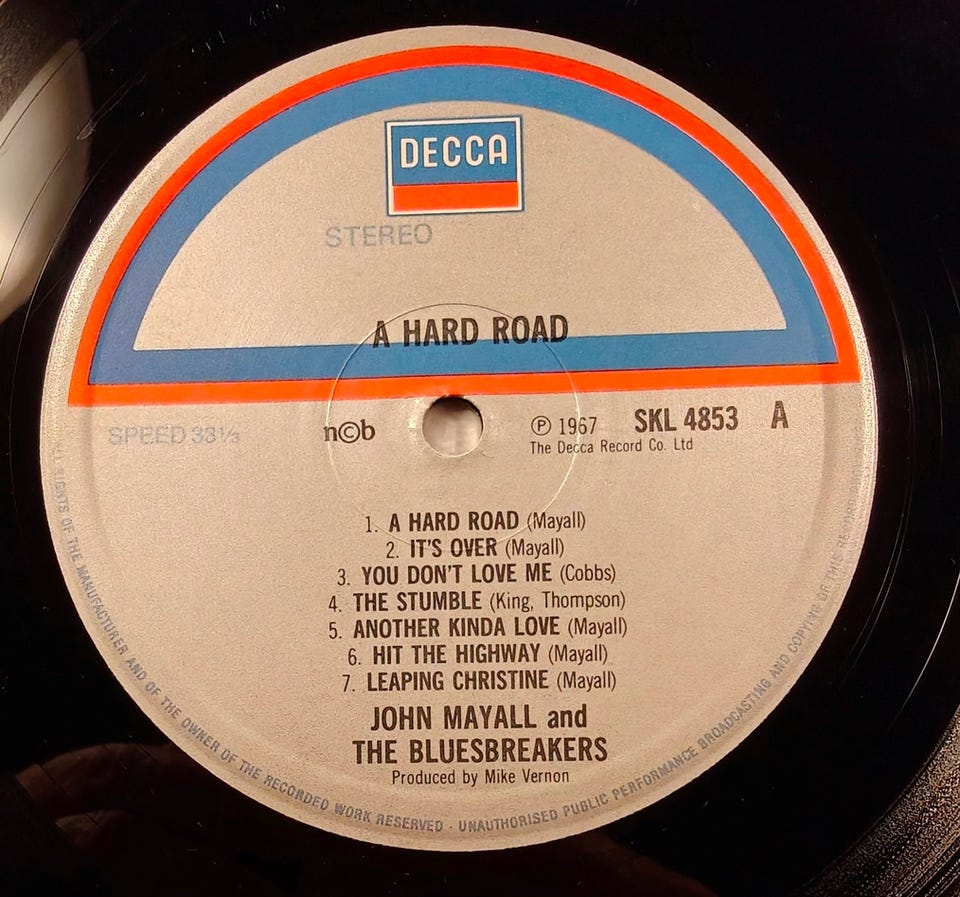 DECCA
STEREO
A HARD ROAD
SPEED 33⅓
n©b
℗ 1967 SKL 4853 A
The Decca Record Co. Ltd
1. A HARD ROAD (Mayall)
2. IT'S OVER (Mayall)
3. YOU DON'T LOVE ME (Cobbs)
4. THE STUMBLE (King, Thompson)
5. ANOTHER KINDA LOVE (Mayall)
6. HIT THE HIGHWAY (Mayall)
7. LEAPING CHRISTINE (Mayall)
JOHN MAYALL and
THE BLUESBREAKERS
Produced by Mike Vernon
RIGHTS OF THE MANUFACTURER AND OF THE OWNER OF THE RECORDED WORK RESERVED · UNAUTHORISED PUBLIC PERFORMANCE BROADCASTING AND COPYING OF THIS RECORD